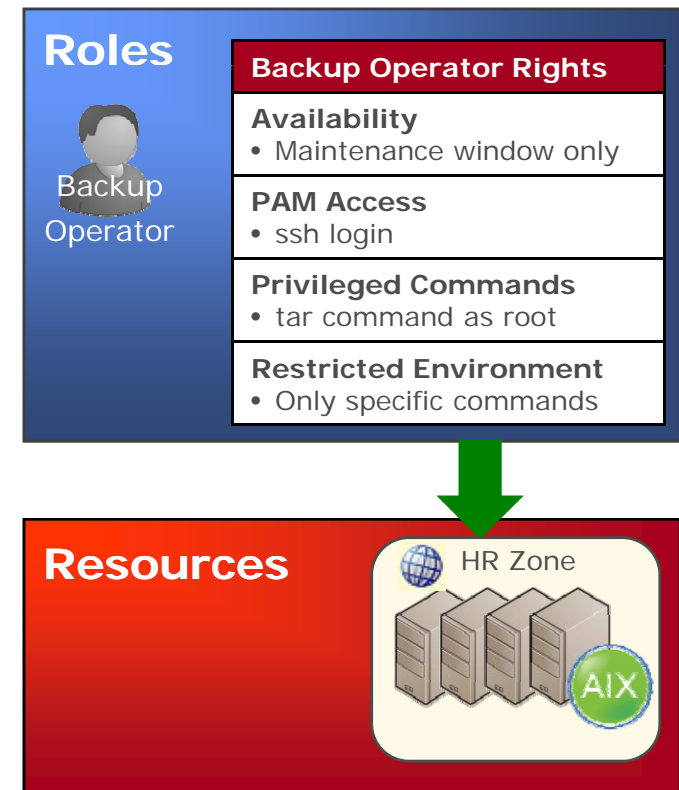 Roles
Backup
Operator
Backup Operator Rights
Availability
• Maintenance window only
PAM Access
• ssh login
Privileged Commands
• tar command as root
Restricted Environment
• Only specific commands
Resources
HR Zone
AIX